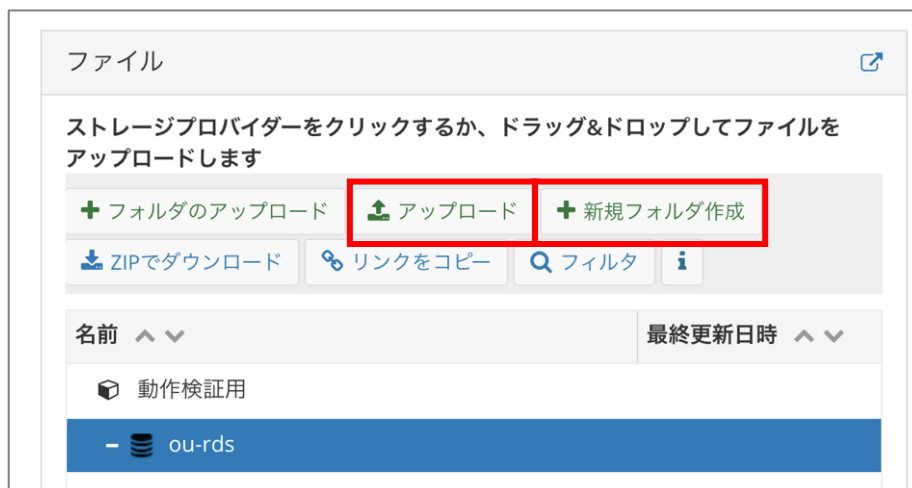 ファイル
ストレージプロバイダーをクリックするか、ドラッグ&ドロップしてファイルを
アップロードします
フォルダのアップロード アップロード 新規フォルダ作成
ZIPでダウンロード リンクをコピー フィルタ i
名前 最終更新日時
動作検証用
ou-rds